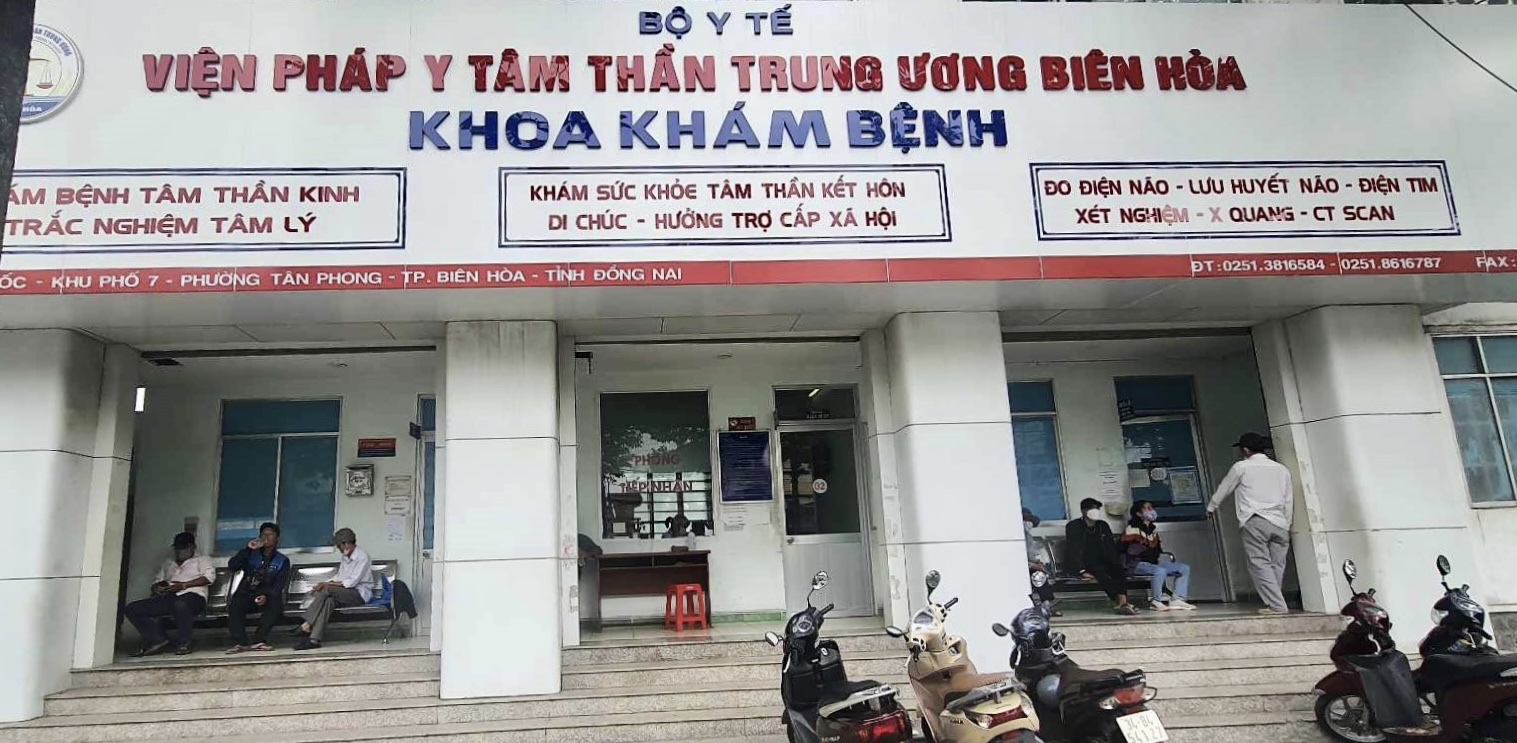 BỘ Y TẾ
VIỆN PHÁP Y TÂM THẦN TRUNG ƯƠNG BIÊN HÒA
KHOA KHÁM BỆNH
ÁM BỆNH TÂM THẦN KINH
TRẮC NGHIỆM TÂM LÝ
KHÁM SỨC KHỎE TÂM THẦN KẾT HÔN
DI CHÚC - HƯỞNG TRỢ CẤP XÃ HỘI
ĐO ĐIỆN NÃO - LƯU HUYẾT NÃO - ĐIỆN TIM
XÉT NGHIỆM - X QUANG - CT SCAN
ỐC - KHU PHỐ 7 - PHƯỜNG TÂN PHONG - TP. BIÊN HÒA - TỈNH ĐỒNG NAI
ĐT:0251.3816584 - 0251.8616787 FAX:
PHÒNG
TIẾP NHẬN
02